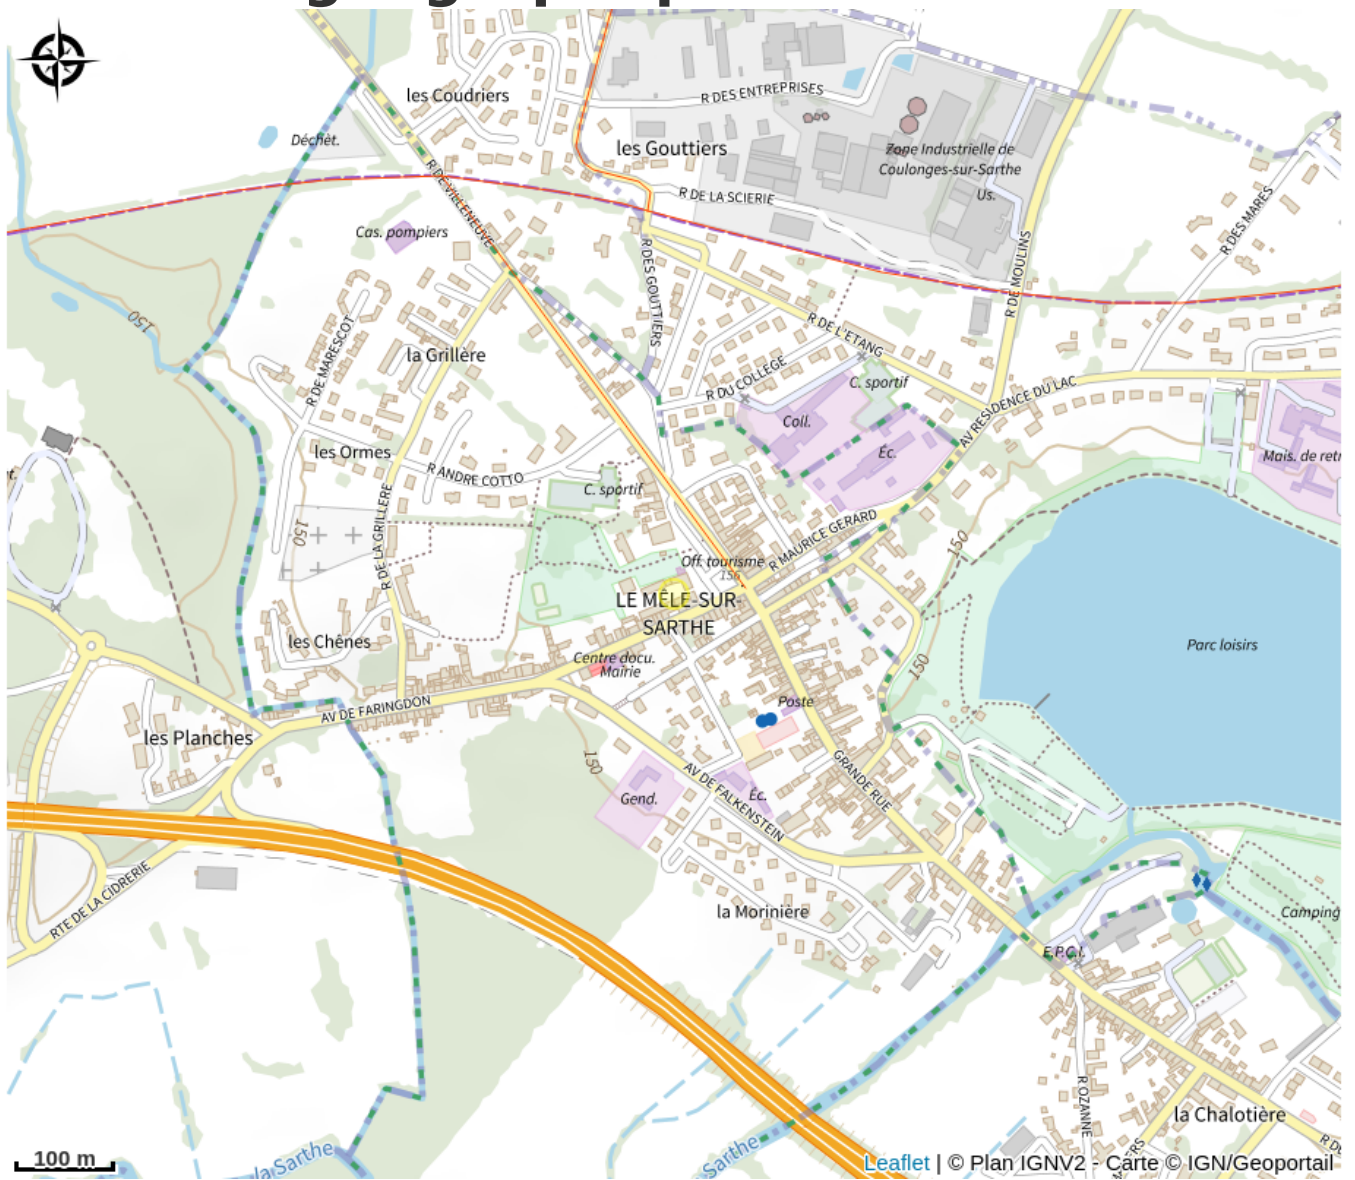 les Coudriers
R DES ENTREPRISES
Déchèt.
les Gouttiers
Zone Industrielle de
Coulonges-sur-Sarthe
Us.
R DE VILLENEUVE
R DE LA SCIERIE
R DES MARES
Cas. pompiers
R DES GOUTTIERS
R DE MOULINS
150
R DE MARESCOT
la Grillère
R DE L'ETANG
R DU COLLEGE
C. sportif
AV RESIDENCE DU LAC
Coll.
Éc.
les Ormes
Mais. de retr
R ANDRE COTTO
C. sportif
R DE LA GRILLERE
150
R MAURICE GERARD
150
Off. tourisme
LE MÊLE-SUR-
SARTHE
les Chênes
Centre docu.
Mairie
150
Parc loisirs
Poste
AV DE FARINGDON
les Planches
150
GRANDE RUE
Gend.
Éc.
AV DE FALKENSTEIN
RTE DE LA CIDRERIE
la Morinière
Camping
E.P.C.I.
R OZANNE
la Chalotière
100 m
la Sarthe
Sarthe
Leaflet | © Plan IGNV2 - Carte © IGN/Geoportail